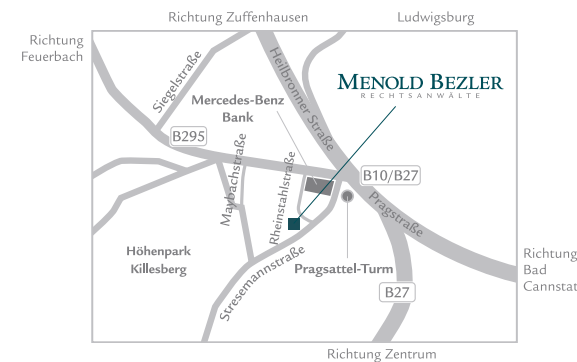 Richtung Zuffenhausen
Ludwigsburg
Richtung
Feuerbach
Siegelstraße
Heilbronner Straße
MENOLD BEZLER
RECHTSANWÄLTE
Mercedes-Benz
Bank
B295
Maybachstraße
Rheinstahlstraße
B10/B27
Pragstraße
Höhenpark
Killesberg
Stresemannstraße
Pragsattel-Turm
B27
Richtung
Bad
Cannstat
Richtung Zentrum